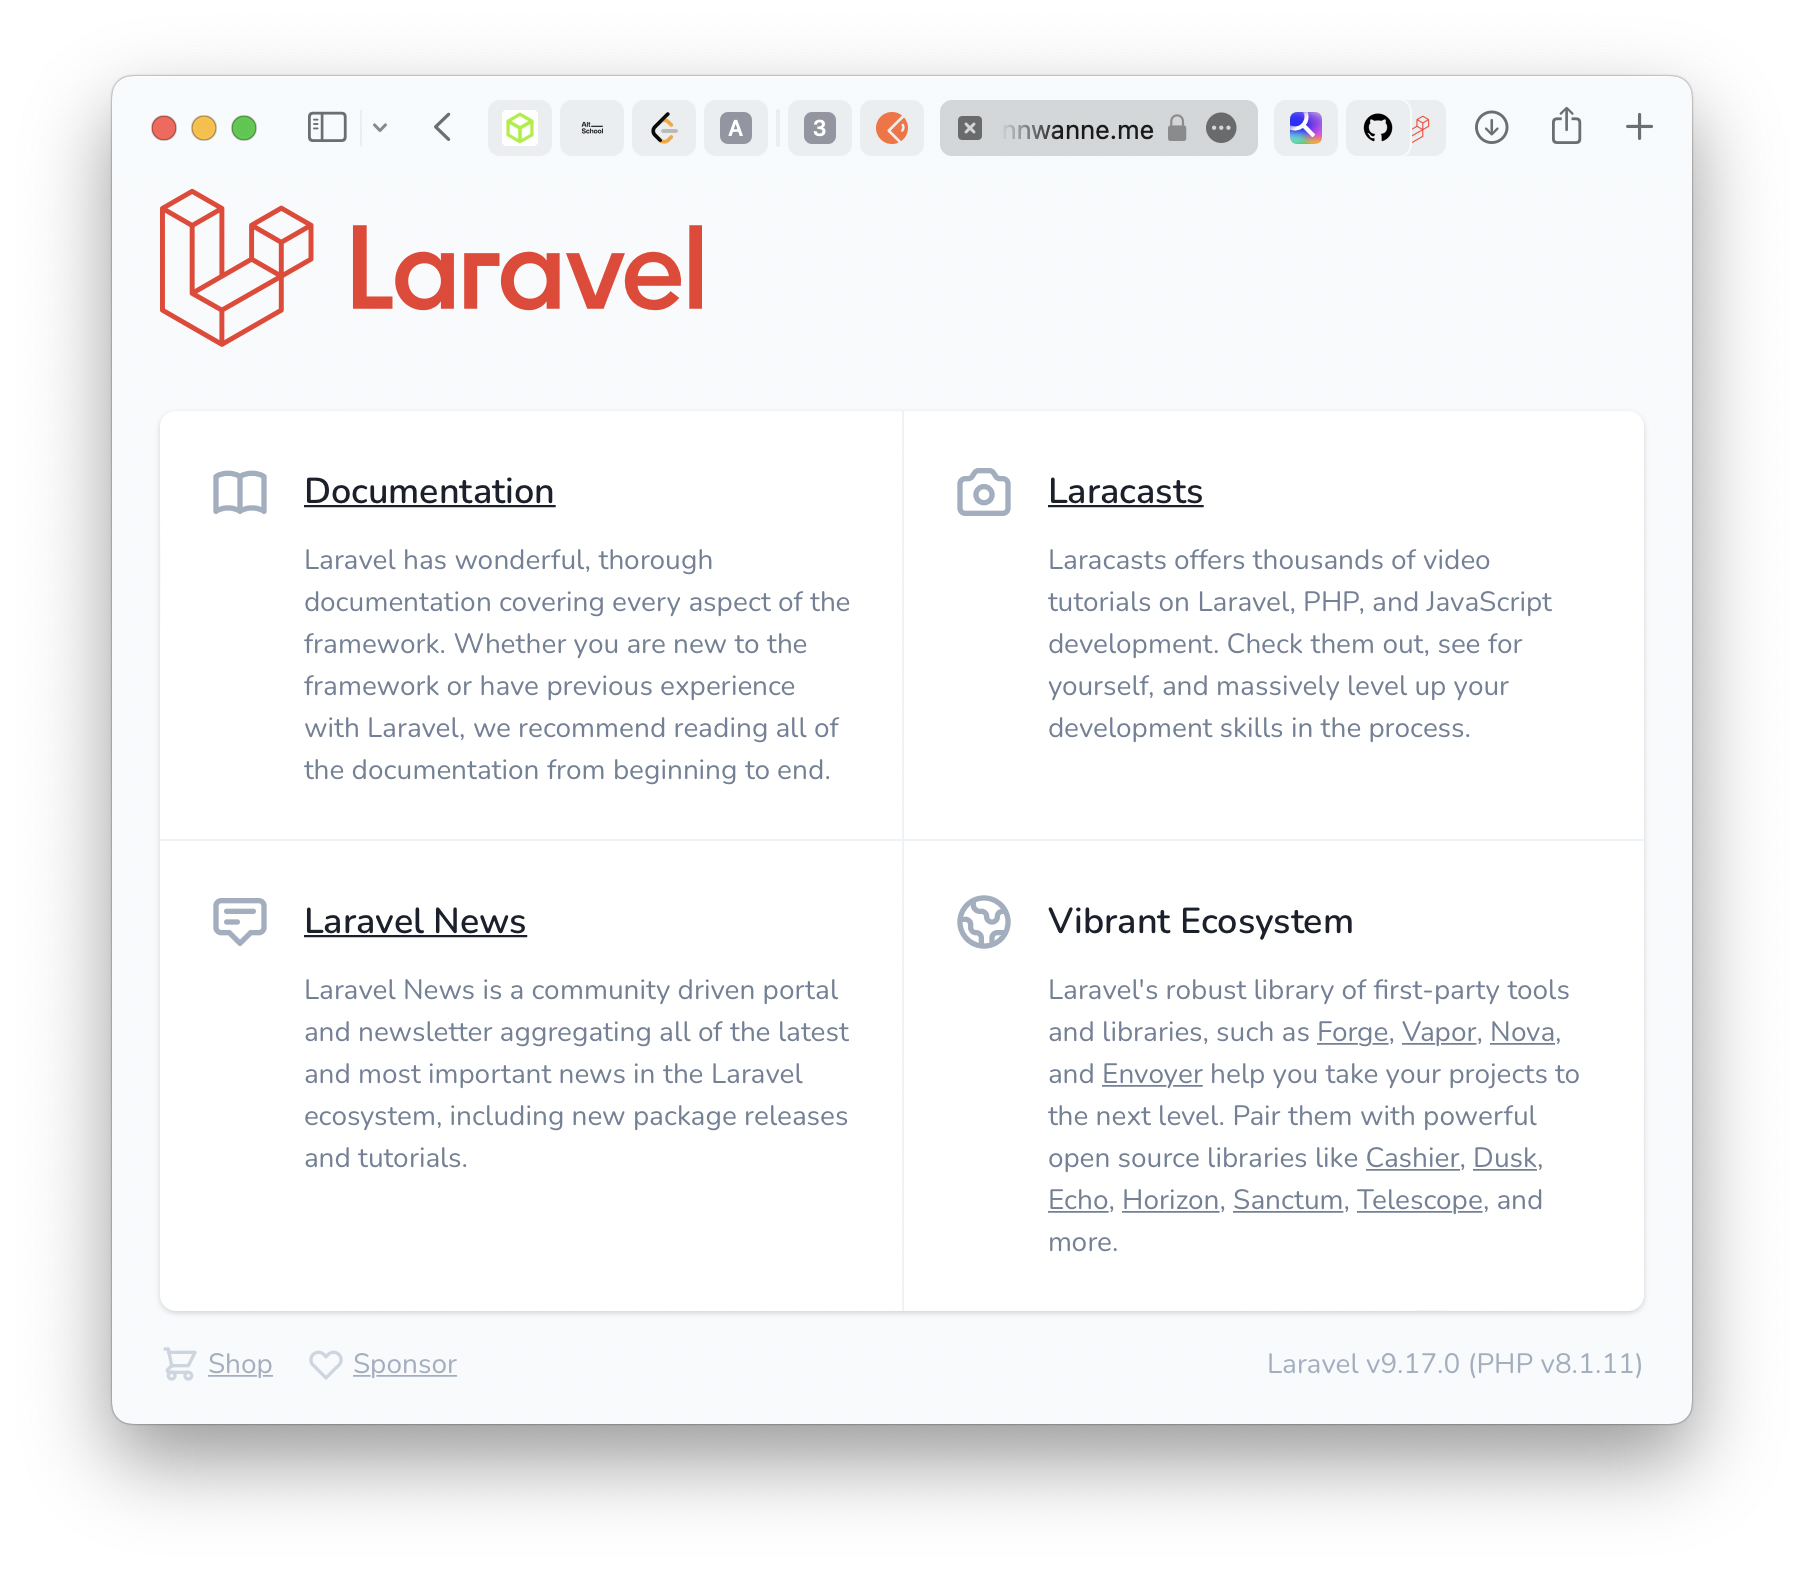 Alt
School
A
3
nnwanne.me
Laravel
Documentation
Laravel has wonderful, thorough
documentation covering every aspect of the
framework. Whether you are new to the
framework or have previous experience
with Laravel, we recommend reading all of
the documentation from beginning to end.
Laracasts
Laracasts offers thousands of video
tutorials on Laravel, PHP, and JavaScript
development. Check them out, see for
yourself, and massively level up your
development skills in the process.
Laravel News
Laravel News is a community driven portal
and newsletter aggregating all of the latest
and most important news in the Laravel
ecosystem, including new package releases
and tutorials.
Vibrant Ecosystem
Laravel's robust library of first-party tools
and libraries, such as Forge, Vapor, Nova,
and Envoyer help you take your projects to
the next level. Pair them with powerful
open source libraries like Cashier, Dusk,
Echo, Horizon, Sanctum, Telescope, and
more.
Shop
Sponsor
Laravel v9.17.0 (PHP v8.1.11)